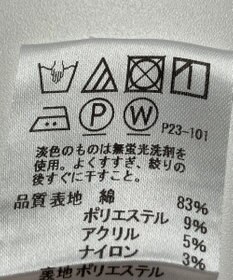 P W P23-101
淡色のものは無蛍光洗剤を
使用。よくすすぎ、絞りの
後すぐに干すこと。
品質表地 綿 83%
ポリエステル 9%
アクリル 5%
ナイロン 3%
裏地ポリエステル